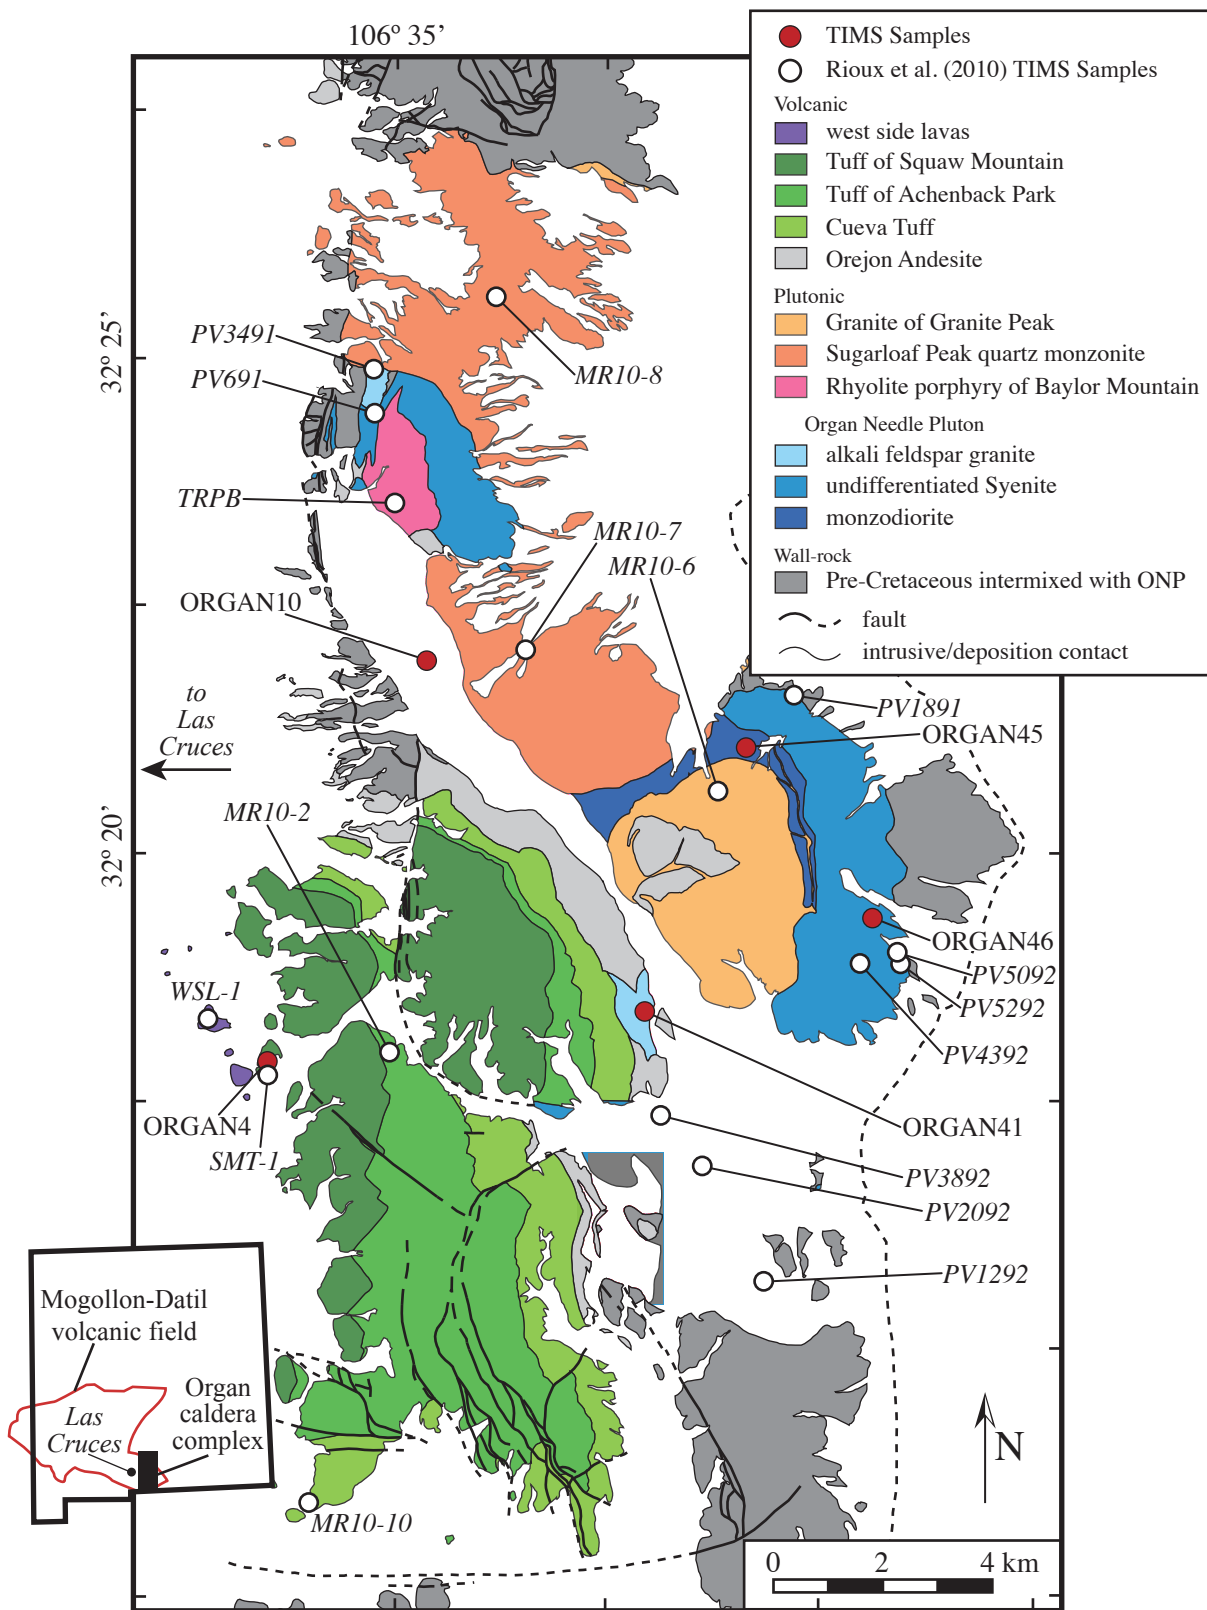 106º 35’
TIMS Samples
Rioux et al. (2010) TIMS Samples
Volcanic
west side lavas
Tuff of Squaw Mountain
Tuff of Achenback Park
Cueva Tuff
Orejon Andesite
Plutonic
Granite of Granite Peak
Sugarloaf Peak quartz monzonite
Rhyolite porphyry of Baylor Mountain
Organ Needle Pluton
alkali feldspar granite
undifferentiated Syenite
monzodiorite
Wall-rock
Pre-Cretaceous intermixed with ONP
fault
intrusive/deposition contact
32º 25’
PV3491
PV691
MR10-8
TRPB
MR10-7
MR10-6
ORGAN10
to
Las
Cruces
PV1891
ORGAN45
32º 20’
MR10-2
ORGAN46
PV5092
PV5292
PV4392
WSL-1
ORGAN4
SMT-1
ORGAN41
PV3892
PV2092
PV1292
Mogollon-Datil
volcanic field
Las
Cruces
Organ
caldera
complex
MR10-10
N
0 2 4 km